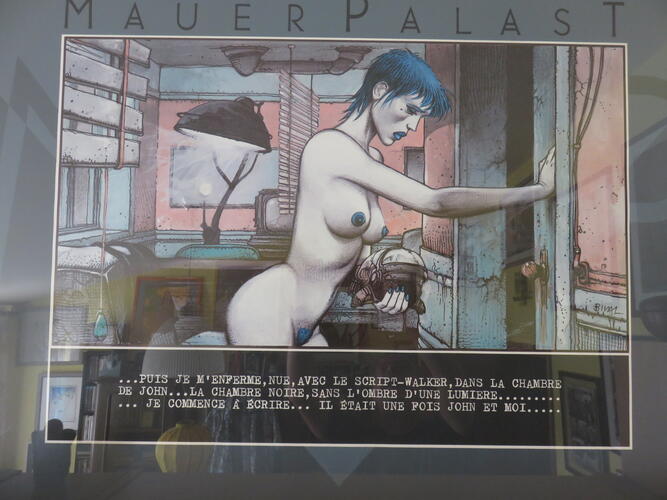 MAUERPALAST
BILAL
...PUIS JE M'ENFERME,NUE,AVEC LE SCRIPT-WALKER,DANS LA CHAMBRE
DE JOHN...LA CHAMBRE NOIRE,SANS L'OMBRE D'UNE LUMIERE.........
... JE COMMENCE À ÉCRIRE... IL ÉTAIT UNE FOIS JOHN ET MOI.....